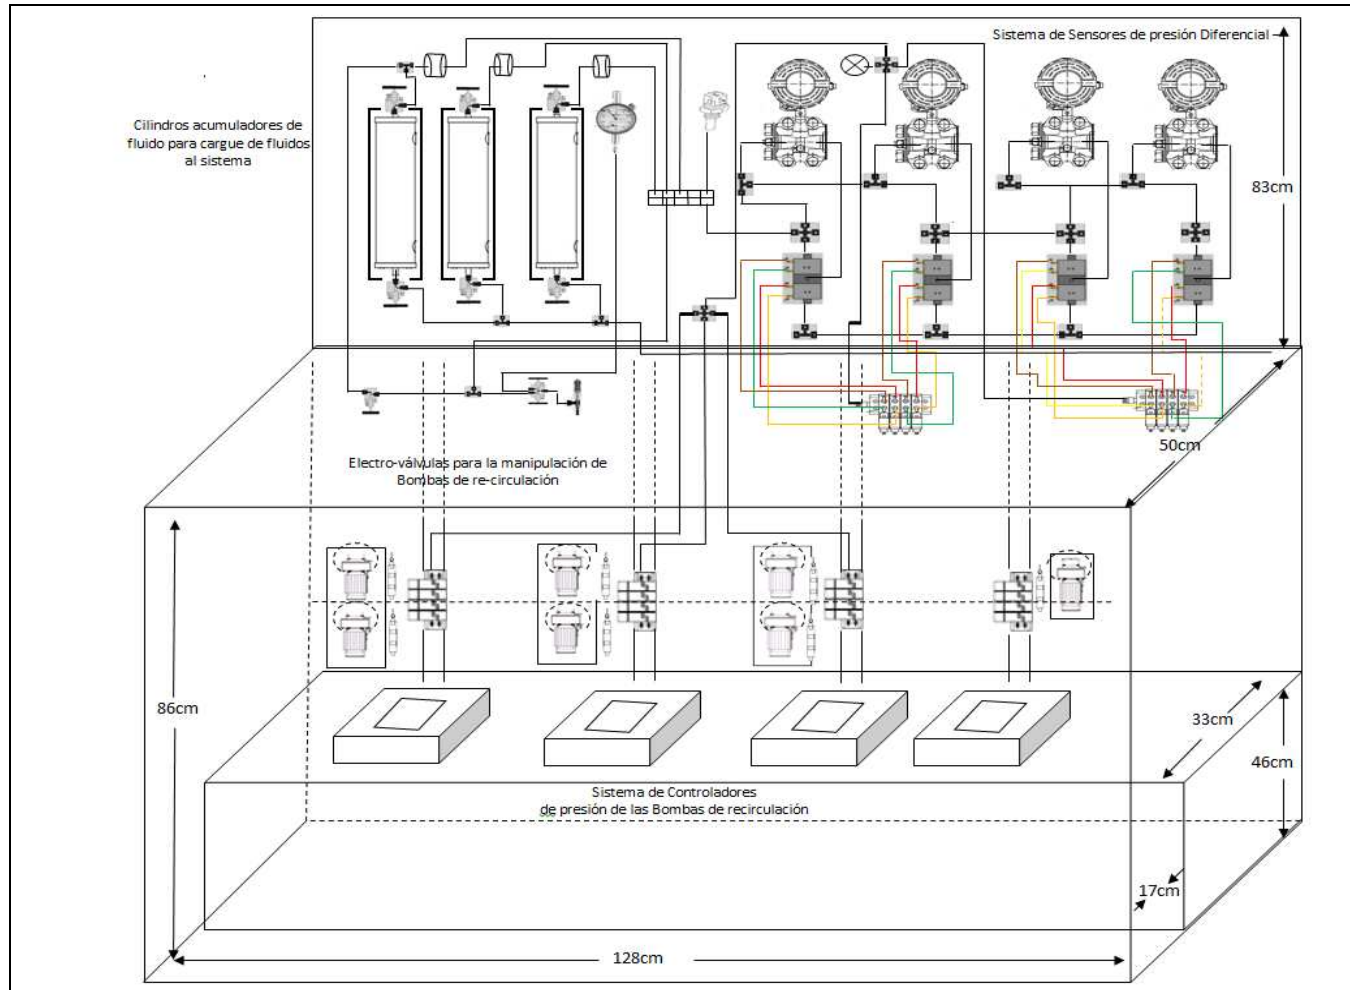 Sistema de Sensores de presión Diferencial
Cilindros acumuladores de
fluido para cargue de fluidos
al sistema
83cm
50cm
Electro-válvulas para la manipulación de
Bombas de re-circulación
86cm
33cm
46cm
Sistema de Controladores
de presión de las Bombas de recirculación
17cm
128cm